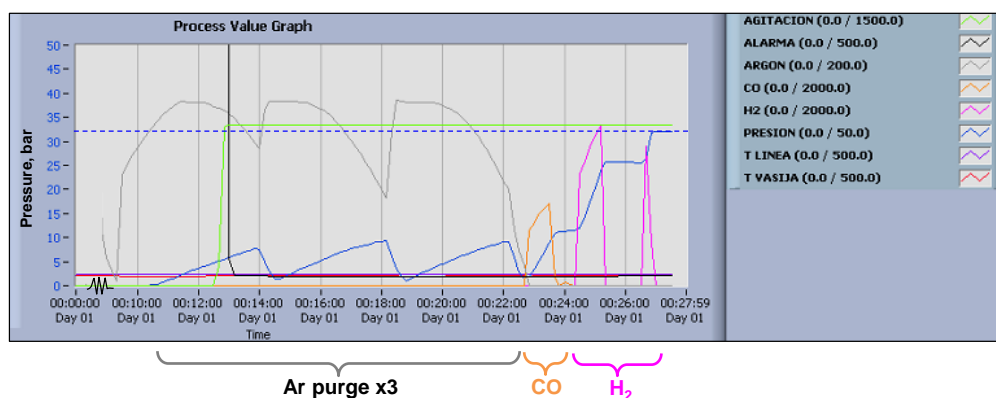 Process Value Graph
Pressure, bar
50
45
40
35
30
25
20
15
10
5
0
00:00:00 00:10:00 00:12:00 00:14:00 00:16:00 00:18:00 00:20:00 00:22:00 00:24:00 00:26:00 00:27:59
Day 01 Day 01 Day 01 Day 01 Day 01 Day 01 Day 01 Day 01 Day 01 Day 01 Day 01
Time
AGITACION (0.0 / 1500.0)
ALARMA (0.0 / 500.0)
ARGON (0.0 / 200.0)
CO (0.0 / 2000.0)
H2 (0.0 / 2000.0)
PRESION (0.0 / 50.0)
T LINEA (0.0 / 500.0)
T VASIJA (0.0 / 500.0)
Ar purge x3 CO H₂